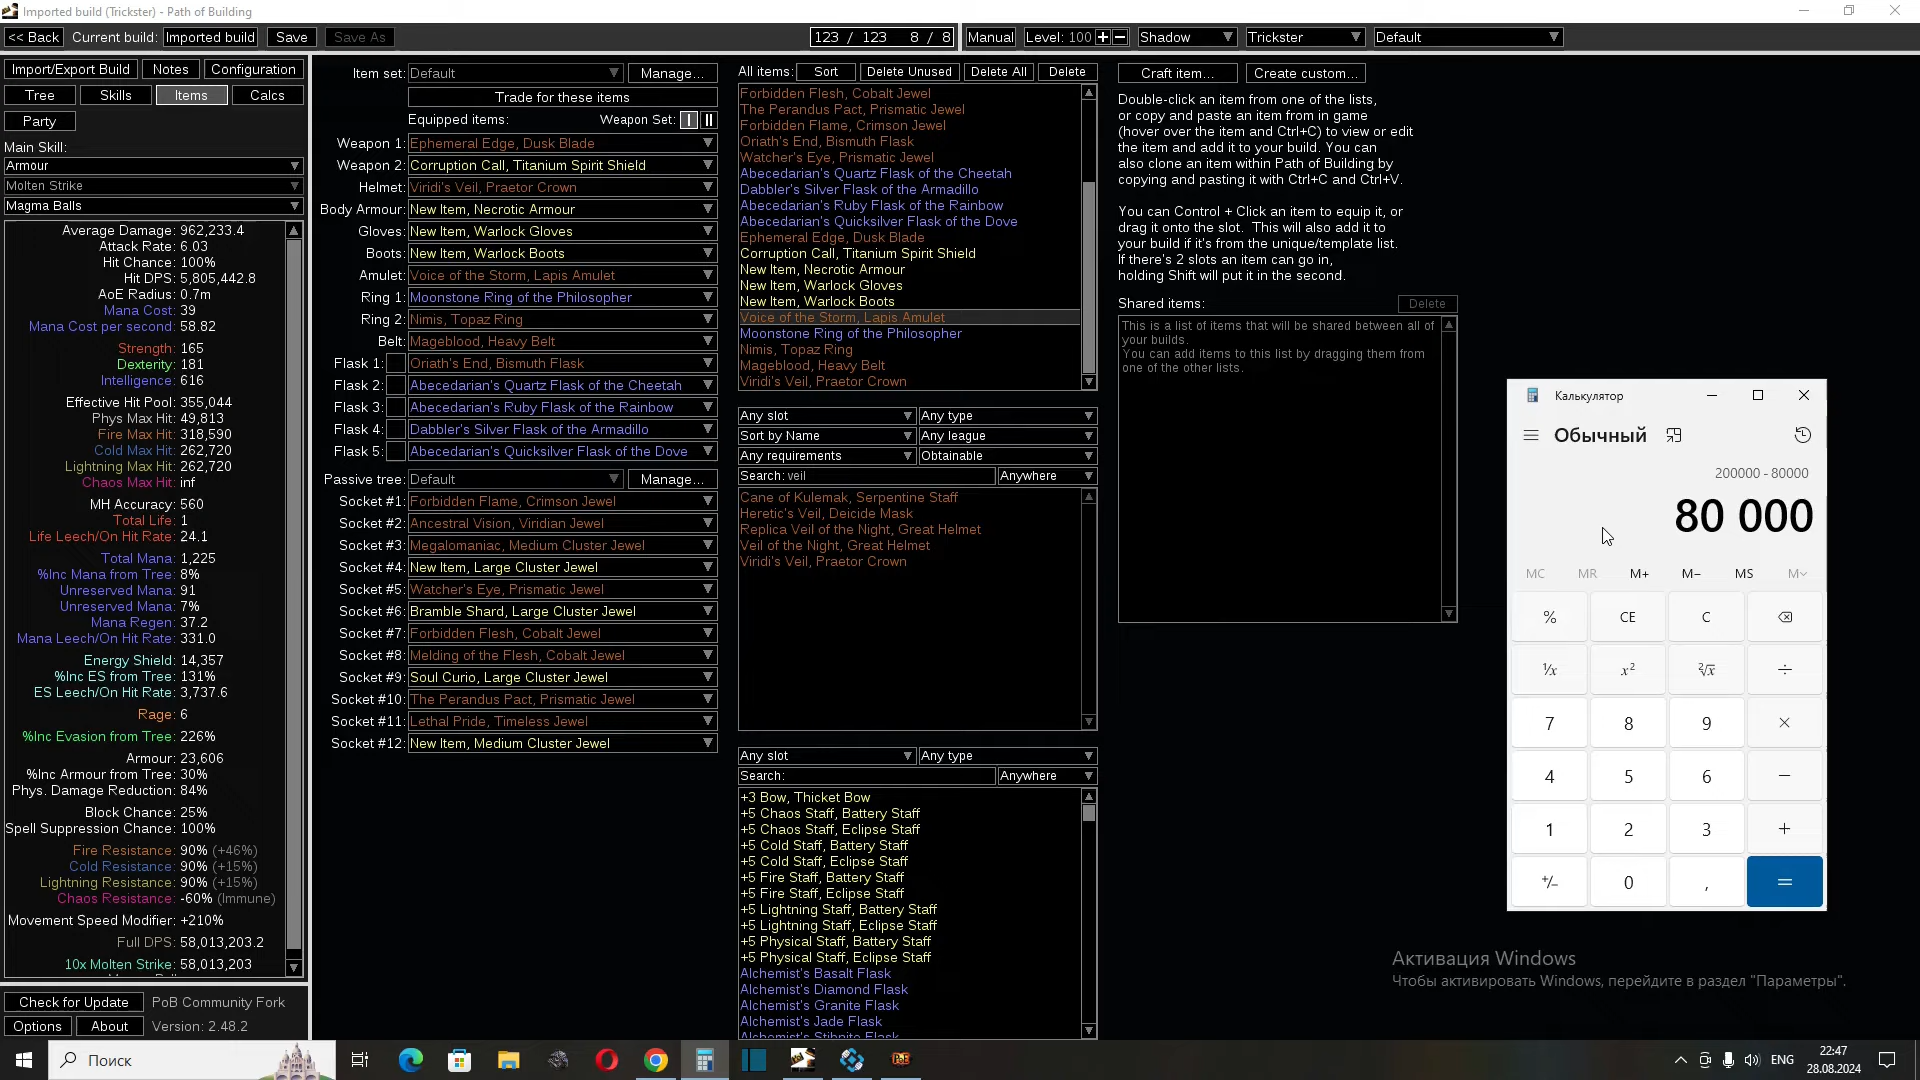 Imported build (Trickster) - Path of Building
<< Back Current build: Imported build Save Save As 123 / 123 8 / 8 Manual Level: 100 + - Shadow Trickster Default
Import/Export Build Notes Configuration
Tree Skills Items Calcs
Party
Main Skill:
Armour
Molten Strike
Magma Balls
Average Damage: 962,233.4
Attack Rate: 6.03
Hit Chance: 100%
Hit DPS: 5,805,442.8
AoE Radius: 0.7m
Mana Cost: 39
Mana Cost per second: 58.82
Strength: 165
Dexterity: 181
Intelligence: 616
Effective Hit Pool: 355,044
Phys Max Hit: 49,813
Fire Max Hit: 318,590
Cold Max Hit: 262,720
Lightning Max Hit: 262,720
Chaos Max Hit: inf
MH Accuracy: 560
Total Life: 1
Life Leech/On Hit Rate: 24.1
Total Mana: 1,225
%Inc Mana from Tree: 8%
Unreserved Mana: 91
Unreserved Mana: 7%
Mana Regen: 37.2
Mana Leech/On Hit Rate: 331.0
Energy Shield: 14,357
%Inc ES from Tree: 131%
ES Leech/On Hit Rate: 3,737.6
Rage: 6
%Inc Evasion from Tree: 226%
Armour: 23,606
%Inc Armour from Tree: 30%
Phys. Damage Reduction: 84%
Block Chance: 25%
Spell Suppression Chance: 100%
Fire Resistance: 90% (+46%)
Cold Resistance: 90% (+15%)
Lightning Resistance: 90% (+15%)
Chaos Resistance: -60% (Immune)
Movement Speed Modifier: +210%
Full DPS: 58,013,203.2
10x Molten Strike: 58,013,203
Check for Update PoB Community Fork
Options About Version: 2.48.2
Item set: Default Manage...
Trade for these items
Equipped items: Weapon Set: I II
Weapon 1: Ephemeral Edge, Dusk Blade
Weapon 2: Corruption Call, Titanium Spirit Shield
Helmet: Viridi's Veil, Praetor Crown
Body Armour: New Item, Necrotic Armour
Gloves: New Item, Warlock Gloves
Boots: New Item, Warlock Boots
Amulet: Voice of the Storm, Lapis Amulet
Ring 1: Moonstone Ring of the Philosopher
Ring 2: Nimis, Topaz Ring
Belt: Mageblood, Heavy Belt
Flask 1: Oriath's End, Bismuth Flask
Flask 2: Abecedarian's Quartz Flask of the Cheetah
Flask 3: Abecedarian's Ruby Flask of the Rainbow
Flask 4: Dabbler's Silver Flask of the Armadillo
Flask 5: Abecedarian's Quicksilver Flask of the Dove
Passive tree: Default Manage...
Socket #1: Forbidden Flame, Crimson Jewel
Socket #2: Ancestral Vision, Viridian Jewel
Socket #3: Megalomaniac, Medium Cluster Jewel
Socket #4: New Item, Large Cluster Jewel
Socket #5: Watcher's Eye, Prismatic Jewel
Socket #6: Bramble Shard, Large Cluster Jewel
Socket #7: Forbidden Flesh, Cobalt Jewel
Socket #8: Melding of the Flesh, Cobalt Jewel
Socket #9: Soul Curio, Large Cluster Jewel
Socket #10: The Perandus Pact, Prismatic Jewel
Socket #11: Lethal Pride, Timeless Jewel
Socket #12: New Item, Medium Cluster Jewel
All items: Sort Delete Unused Delete All Delete
Forbidden Flesh, Cobalt Jewel
The Perandus Pact, Prismatic Jewel
Forbidden Flame, Crimson Jewel
Oriath's End, Bismuth Flask
Watcher's Eye, Prismatic Jewel
Abecedarian's Quartz Flask of the Cheetah
Dabbler's Silver Flask of the Armadillo
Abecedarian's Ruby Flask of the Rainbow
Abecedarian's Quicksilver Flask of the Dove
Ephemeral Edge, Dusk Blade
Corruption Call, Titanium Spirit Shield
New Item, Necrotic Armour
New Item, Warlock Gloves
New Item, Warlock Boots
Voice of the Storm, Lapis Amulet
Moonstone Ring of the Philosopher
Nimis, Topaz Ring
Mageblood, Heavy Belt
Viridi's Veil, Praetor Crown
Any slot Any type
Sort by Name Any league
Any requirements Obtainable
Search: veil Anywhere
Cane of Kulemak, Serpentine Staff
Heretic's Veil, Deicide Mask
Replica Veil of the Night, Great Helmet
Veil of the Night, Great Helmet
Viridi's Veil, Praetor Crown
Any slot Any type
Search: Anywhere
+3 Bow, Thicket Bow
+5 Chaos Staff, Battery Staff
+5 Chaos Staff, Eclipse Staff
+5 Cold Staff, Battery Staff
+5 Cold Staff, Eclipse Staff
+5 Fire Staff, Battery Staff
+5 Fire Staff, Eclipse Staff
+5 Lightning Staff, Battery Staff
+5 Lightning Staff, Eclipse Staff
+5 Physical Staff, Battery Staff
+5 Physical Staff, Eclipse Staff
Alchemist's Basalt Flask
Alchemist's Diamond Flask
Alchemist's Granite Flask
Alchemist's Jade Flask
Alchemist's Stibnite Flask
Craft item... Create custom...
Double-click an item from one of the lists,
or copy and paste an item from in game
(hover over the item and Ctrl+C) to view or edit
the item and add it to your build. You can
also clone an item within Path of Building by
copying and pasting it with Ctrl+C and Ctrl+V.
You can Control + Click an item to equip it, or
drag it onto the slot. This will also add it to
your build if it's from the unique/template list.
If there's 2 slots an item can go in,
holding Shift will put it in the second.
Shared items: Delete
This is a list of items that will be shared between all of
your builds.
You can add items to this list by dragging them from
one of the other lists.
Калькулятор
Обычный
200000 - 80000
80 000
MC MR M+ M− MS M˅
% CE C
¹/x x² ²√x ÷
7 8 9 ×
4 5 6 −
1 2 3 +
+/− 0 , =
Активация Windows
Чтобы активировать Windows, перейдите в раздел "Параметры".
Поиск
PoE
ENG
22:47
28.08.2024